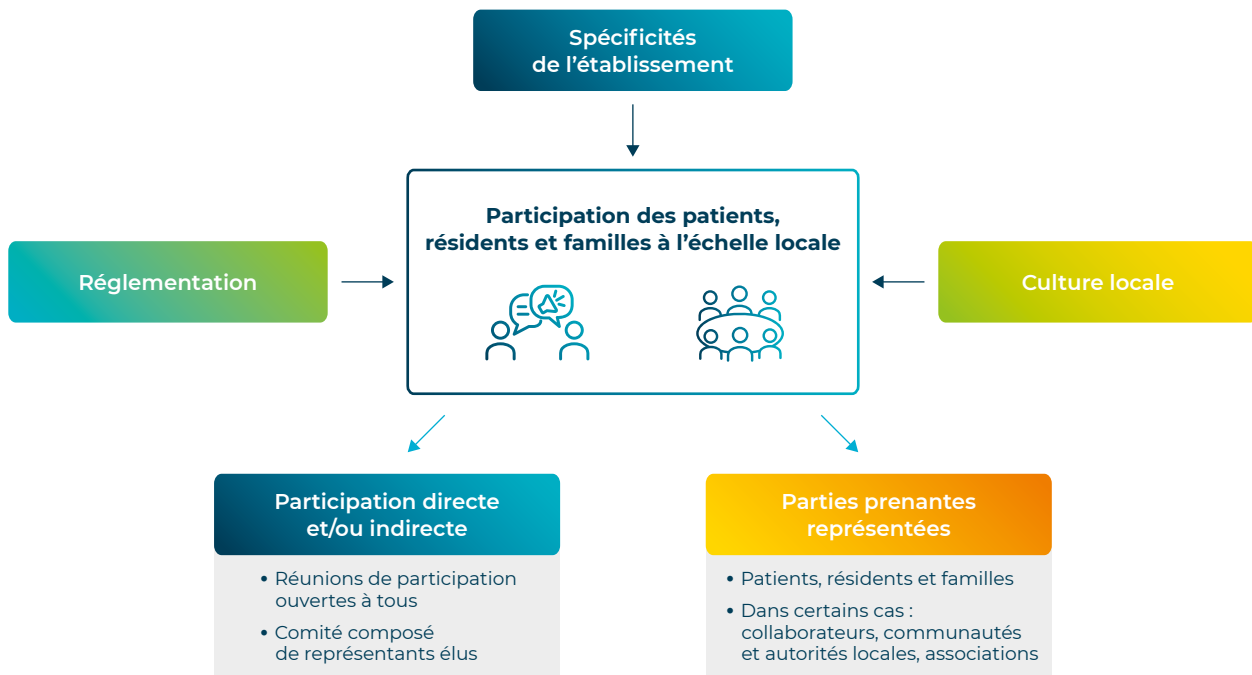 Spécificités
de l’établissement
Participation des patients,
résidents et familles à l’échelle locale
Réglementation
Culture locale
Participation directe
et/ou indirecte
• Réunions de participation
ouvertes à tous
• Comité composé
de représentants élus
Parties prenantes
représentées
• Patients, résidents et familles
• Dans certains cas :
collaborateurs, communautés
et autorités locales, associations